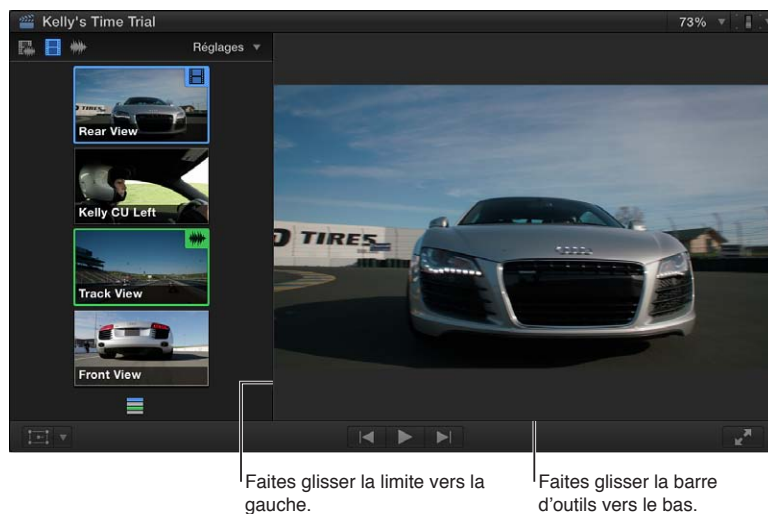 Kelly's Time Trial
73%
Réglages
TIRES
Rear View
Kelly CU Left
Track View
Front View
TIRES
Faites glisser la limite vers la
gauche.
Faites glisser la barre
d'outils vers le bas.